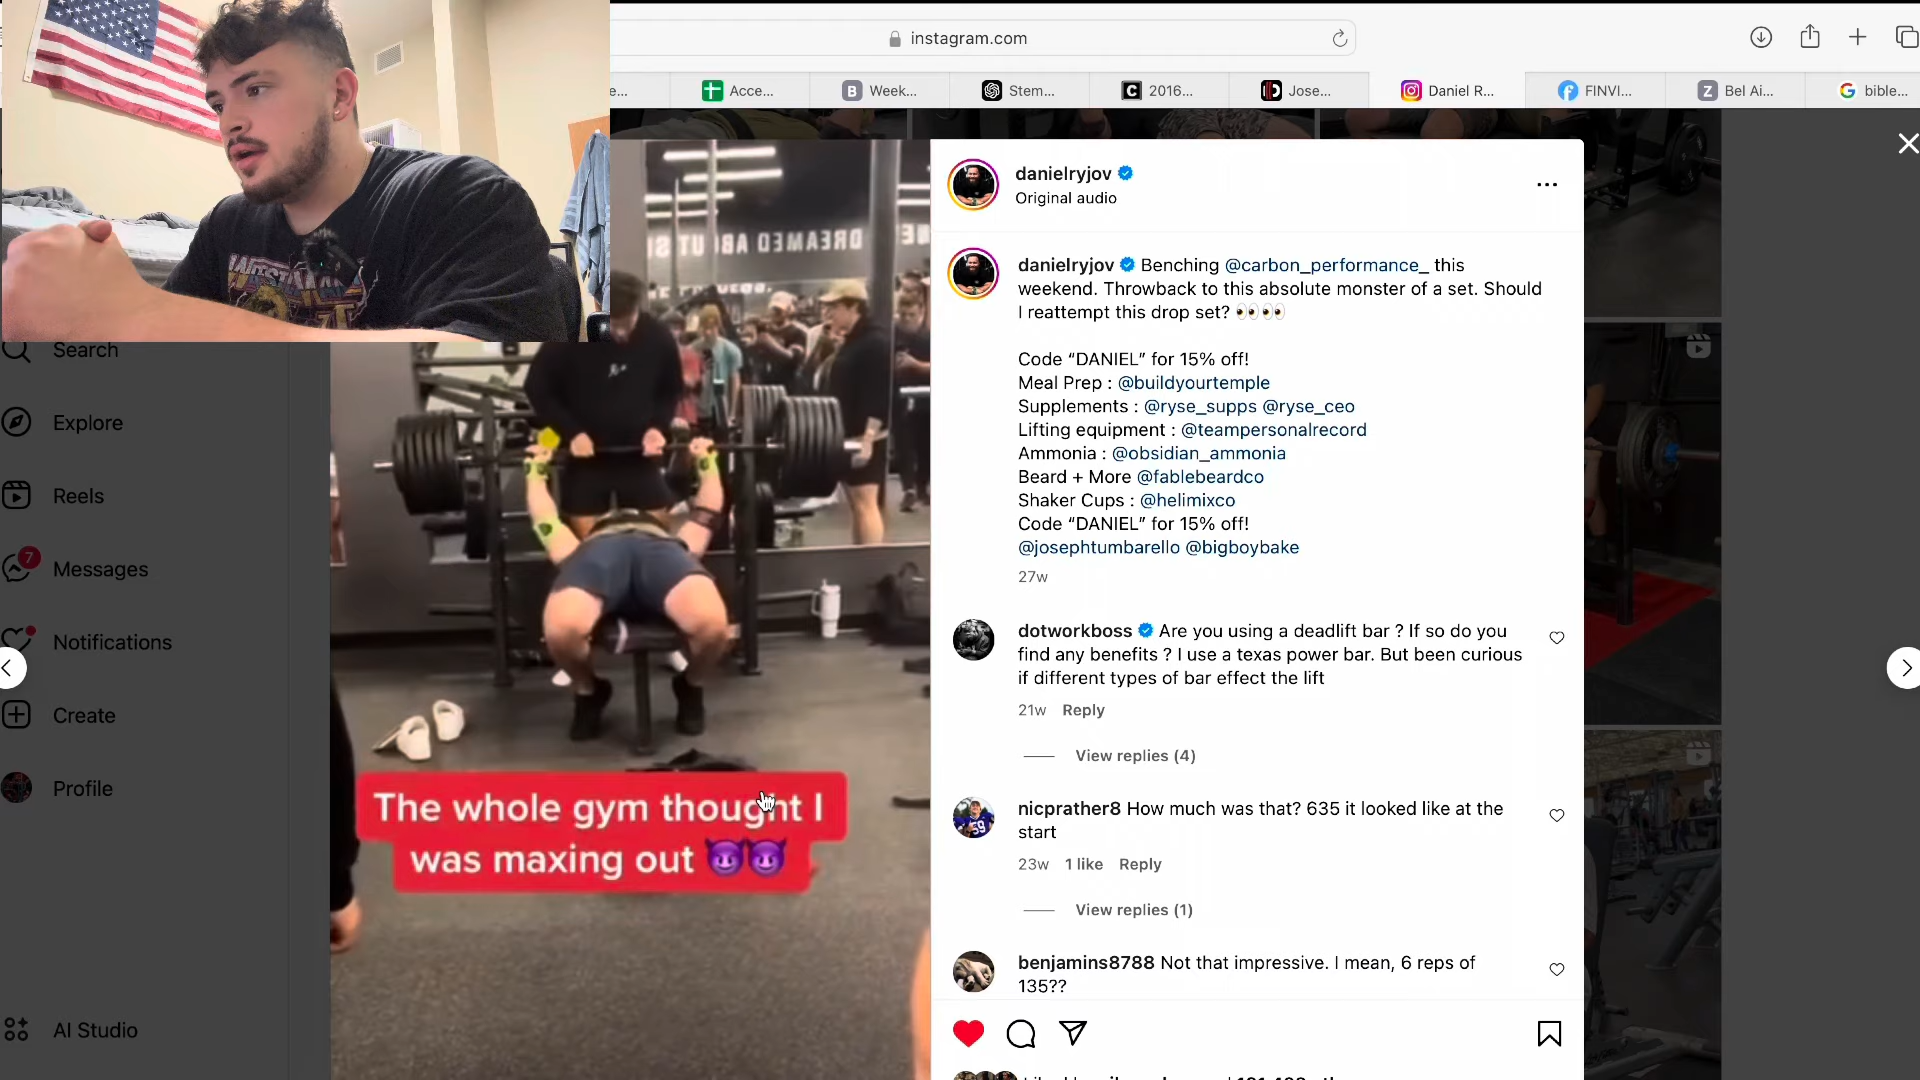 instagram.com
e...
Acce...
Week...
Stem...
2016...
Jose...
Daniel R...
FINVI...
Bel Ai...
bible...
Search
Explore
Reels
7
Messages
Notifications
Create
Profile
AI Studio
DREAMED ABOUT
The whole gym thought I
was maxing out 😈😈
danielryjov
Original audio
danielryjov Benching @carbon_performance_ this
weekend. Throwback to this absolute monster of a set. Should
I reattempt this drop set? 👀👀
Code “DANIEL” for 15% off!
Meal Prep : @buildyourtemple
Supplements : @ryse_supps @ryse_ceo
Lifting equipment : @teampersonalrecord
Ammonia : @obsidian_ammonia
Beard + More @fablebeardco
Shaker Cups : @helimixco
Code “DANIEL” for 15% off!
@josephtumbarello @bigboybake
27w
dotworkboss Are you using a deadlift bar ? If so do you
find any benefits ? I use a texas power bar. But been curious
if different types of bar effect the lift
21w Reply
View replies (4)
nicprather8 How much was that? 635 it looked like at the
start
23w 1 like Reply
View replies (1)
benjamins8788 Not that impressive. I mean, 6 reps of
135??